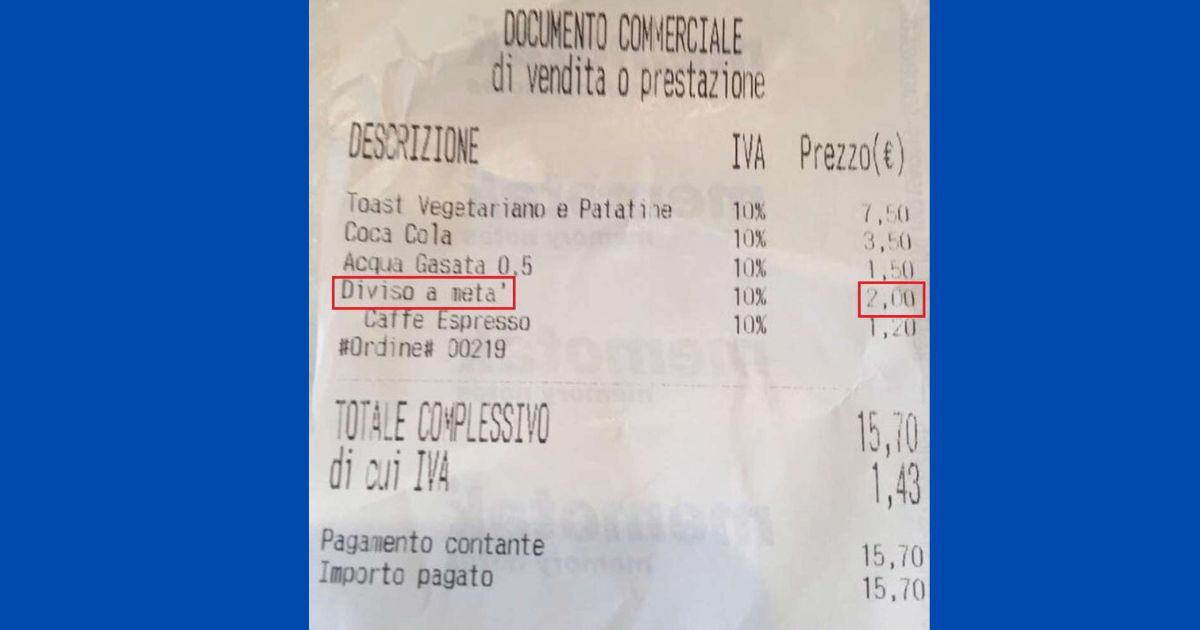 DOCUMENTO COMMERCIALE
di vendita o prestazione
DESCRIZIONE IVA Prezzo(€)
Toast Vegetariano e Patatine 10% 7,50
Coca Cola 10% 3,50
Acqua Gasata 0,5 10% 1,50
Diviso a meta' 10% 2,00
Caffe Espresso 10% 1,20
#Ordine# 00219
TOTALE COMPLESSIVO 15,70
di cui IVA 1,43
Pagamento contante 15,70
Importo pagato 15,70